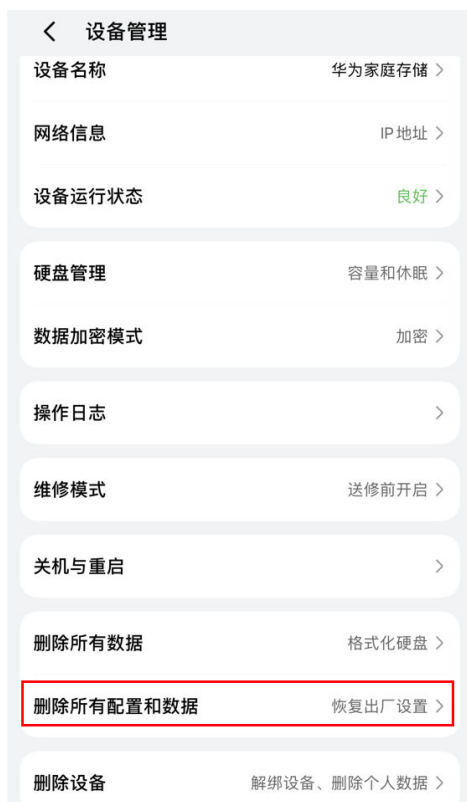 设备管理
设备名称 华为家庭存储
网络信息 IP地址
设备运行状态 良好
硬盘管理 容量和休眠
数据加密模式 加密
操作日志
维修模式 送修前开启
关机与重启
删除所有数据 格式化硬盘
删除所有配置和数据 恢复出厂设置
删除设备 解绑设备、删除个人数据